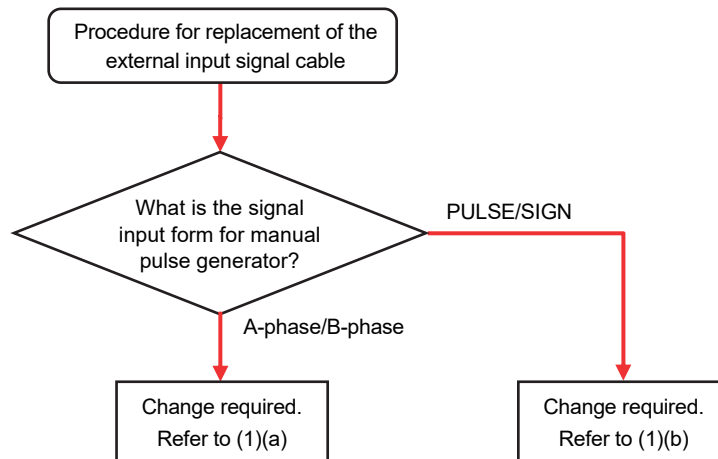 Procedure for replacement of the
external input signal cable
What is the signal
input form for manual
pulse generator?
PULSE/SIGN
A-phase/B-phase
Change required.
Refer to (1)(a)
Change required.
Refer to (1)(b)